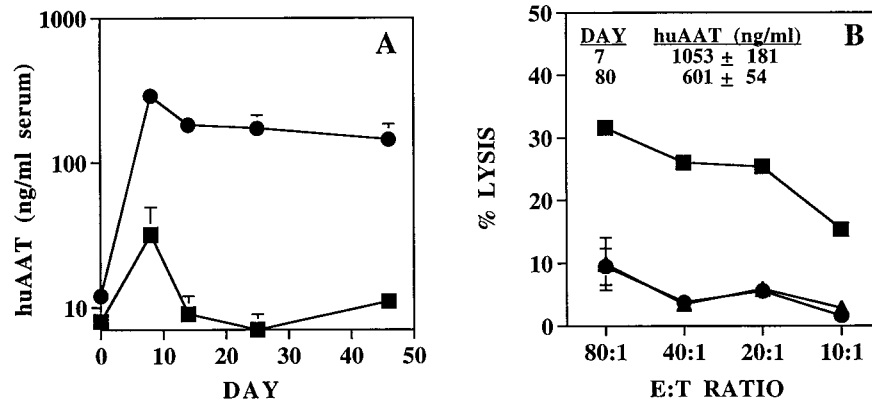 A
1000
100
10
huAAT (ng/ml serum)
0 10 20 30 40 50
DAY
B
50
40
30
20
10
0
% LYSIS
DAY huAAT (ng/ml)
7 1053 ± 181
80 601 ± 54
80:1 40:1 20:1 10:1
E:T RATIO